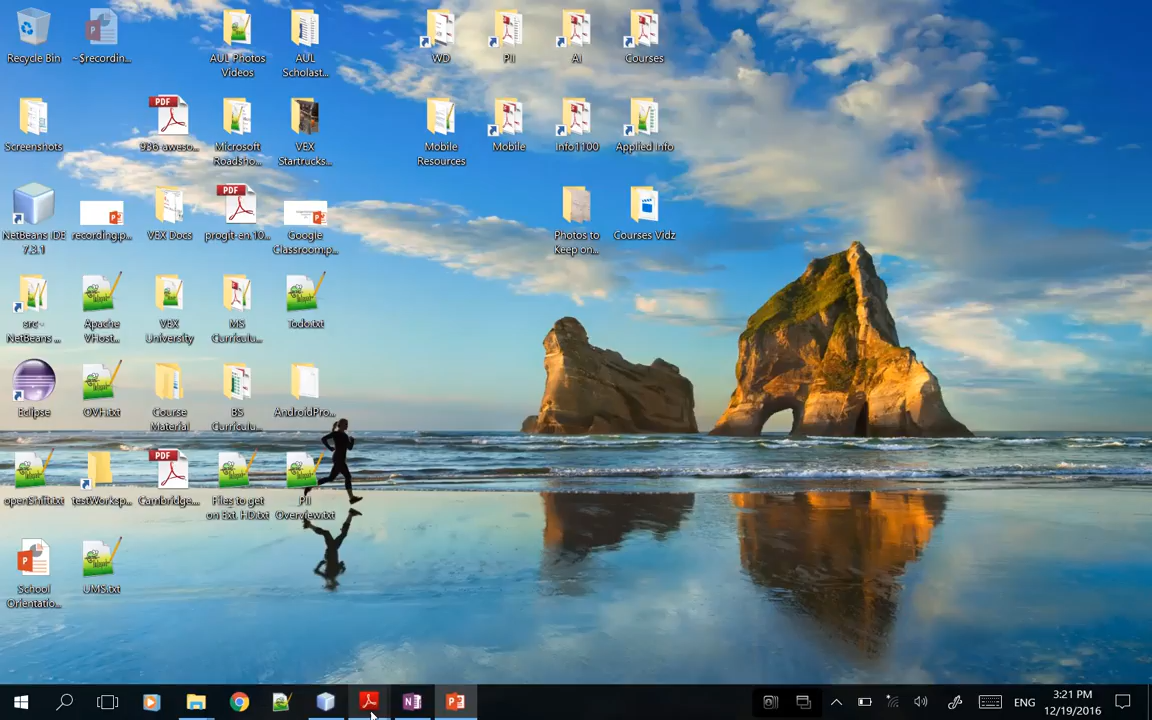 Recycle Bin
~$recordin...
AUL Photos
Videos
AUL
Scholast...
WD
PII
AI
Courses
Screenshots
PDF
936-aweso...
Microsoft
Roadsho...
VEX
Startrucks...
Mobile
Resources
Mobile
Info1100
Applied Info
NetBeans IDE
7.3.1
recording.p...
VEX Docs
PDF
progit-en.10...
Google
Classroom.p...
Photos to
Keep on...
Courses Vidz
src -
NetBeans ...
Apache
VHost...
VEX
University
MS
Curriculu...
Todo.txt
Eclipse
OVH.txt
Course
Material
BS
Curriculu...
AndroidPro...
openShift.txt
testWorksp...
PDF
Cambridge...
Files to get
on Ext. HD.txt
PII
Overview.txt
School
Orientatio...
UMS.txt
ENG
3:21 PM
12/19/2016